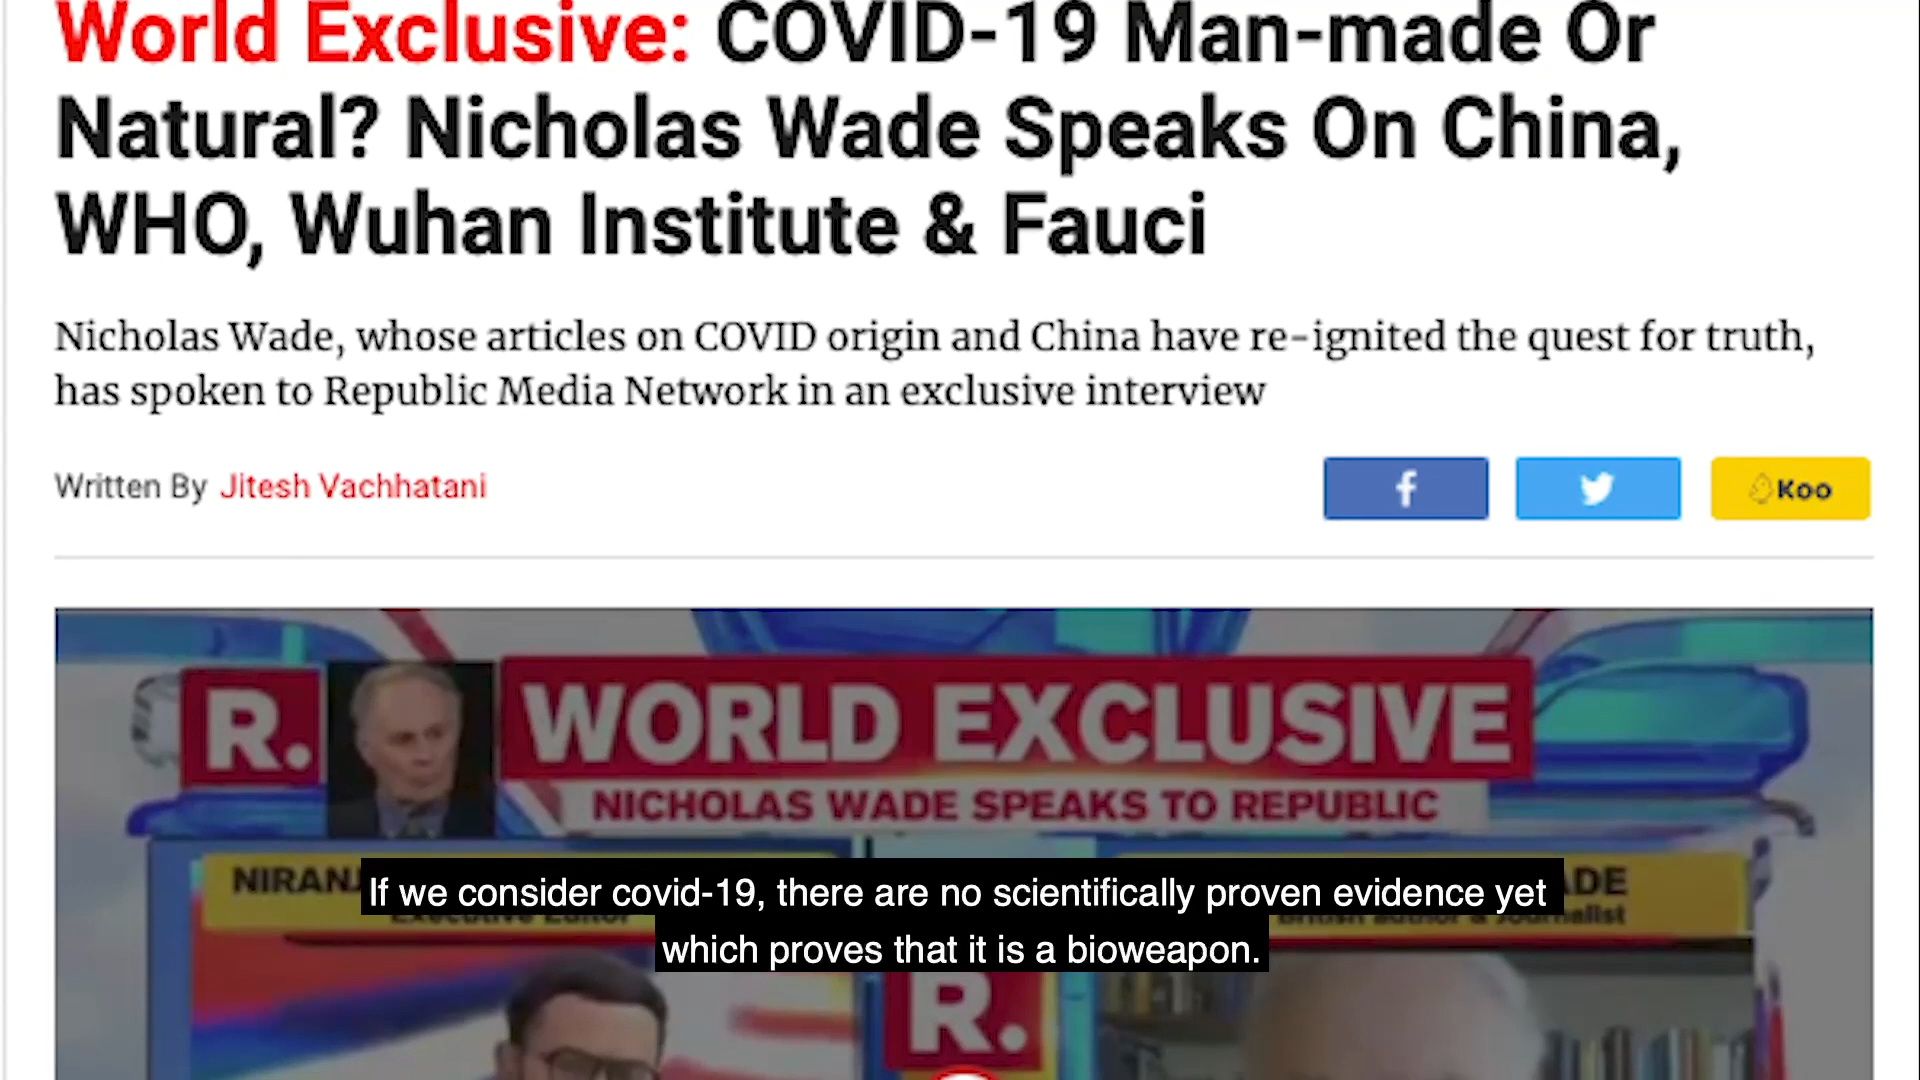 World Exclusive: COVID-19 Man-made Or
Natural? Nicholas Wade Speaks On China,
WHO, Wuhan Institute & Fauci
Nicholas Wade, whose articles on COVID origin and China have re-ignited the quest for truth,
has spoken to Republic Media Network in an exclusive interview
Written By Jitesh Vachhatani
f
Koo
R. WORLD EXCLUSIVE
NICHOLAS WADE SPEAKS TO REPUBLIC
If we consider covid-19, there are no scientifically proven evidence yet
which proves that it is a bioweapon.
R.